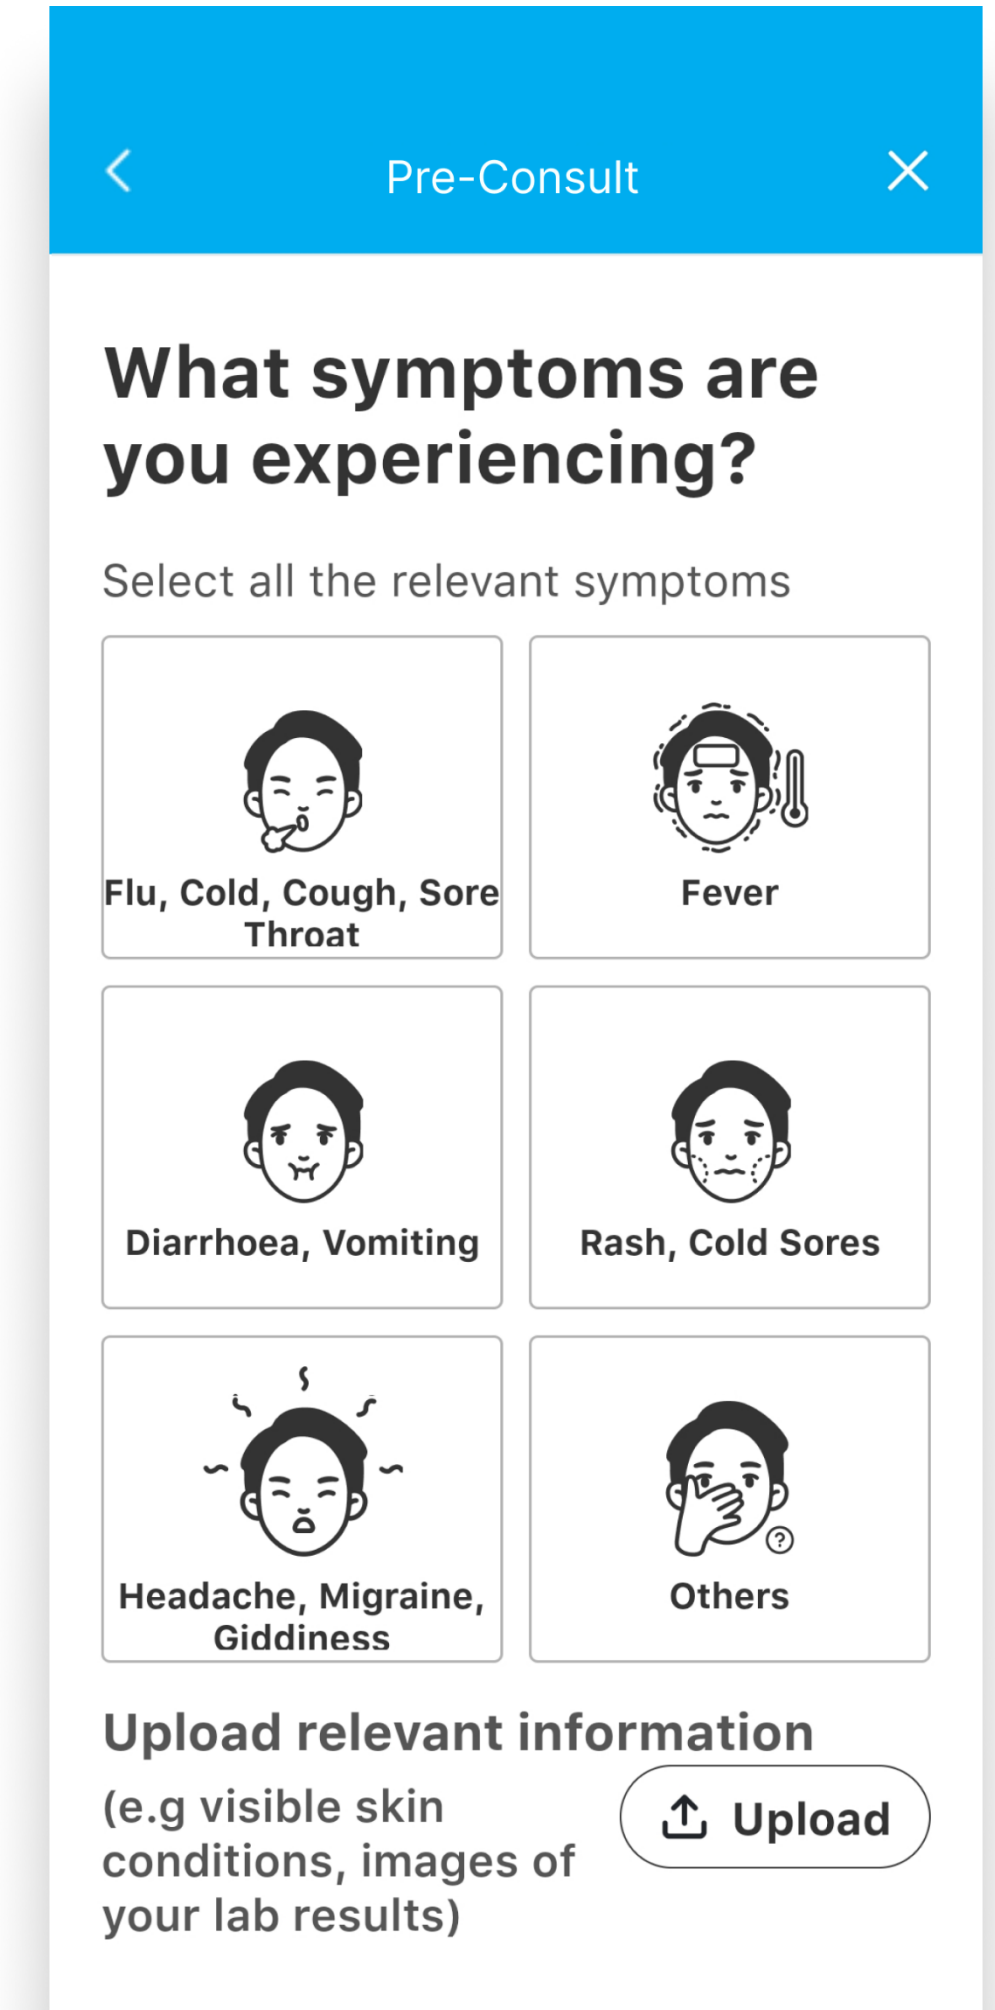 Pre-Consult
What symptoms are
you experiencing?
Select all the relevant symptoms
Flu, Cold, Cough, Sore
Throat
Fever
Diarrhoea, Vomiting
Rash, Cold Sores
Headache, Migraine,
Giddiness
?
Others
Upload relevant information
(e.g visible skin
conditions, images of
your lab results)
Upload